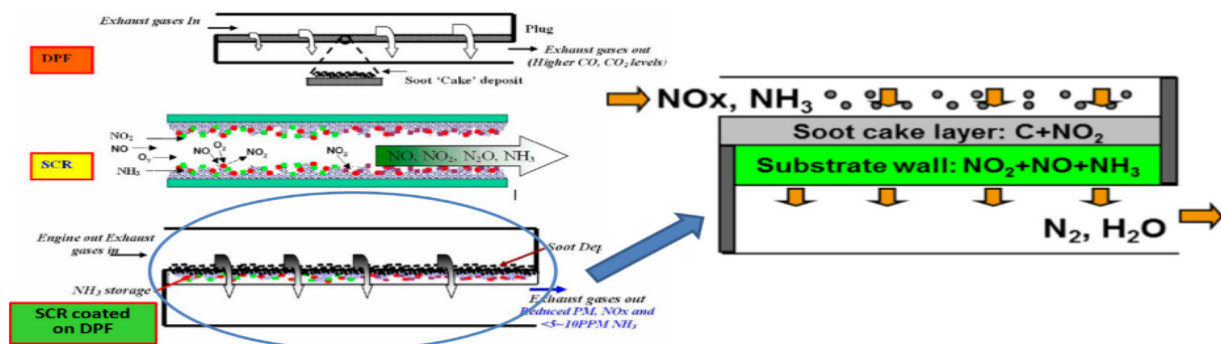 Exhaust gases In
Plug
DPF
Exhaust gases out
(Higher CO, CO₂ levels)
Soot 'Cake' deposit
NO₂
NO
O₂
NH₃
SCR
NO
O₂
NO₂
NO₂
NO, NO₂, N₂O, NH₃
Engine out Exhaust
gases in
Soot Dep
NH₃ storage
Exhaust gases out
Reduced PM, NOx and
<5~10PPM NH₃
SCR coated
on DPF
NOx, NH₃
Soot cake layer: C+NO₂
Substrate wall: NO₂+NO+NH₃
N₂, H₂O